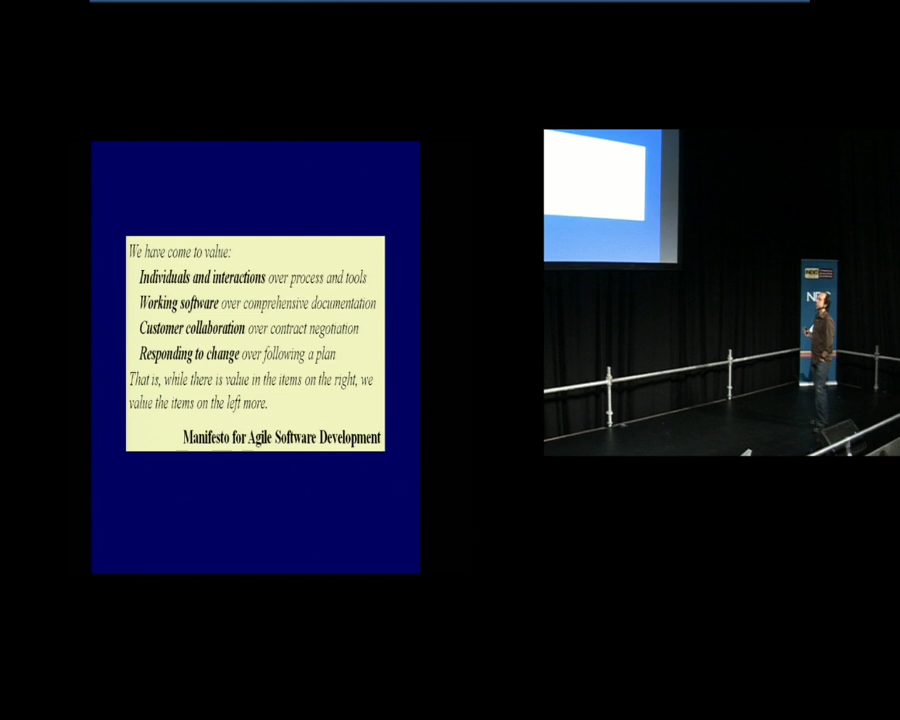 We have come to value:
Individuals and interactions over process and tools
Working software over comprehensive documentation
Customer collaboration over contract negotiation
Responding to change over following a plan
That is, while there is value in the items on the right, we
value the items on the left more.
Manifesto for Agile Software Development